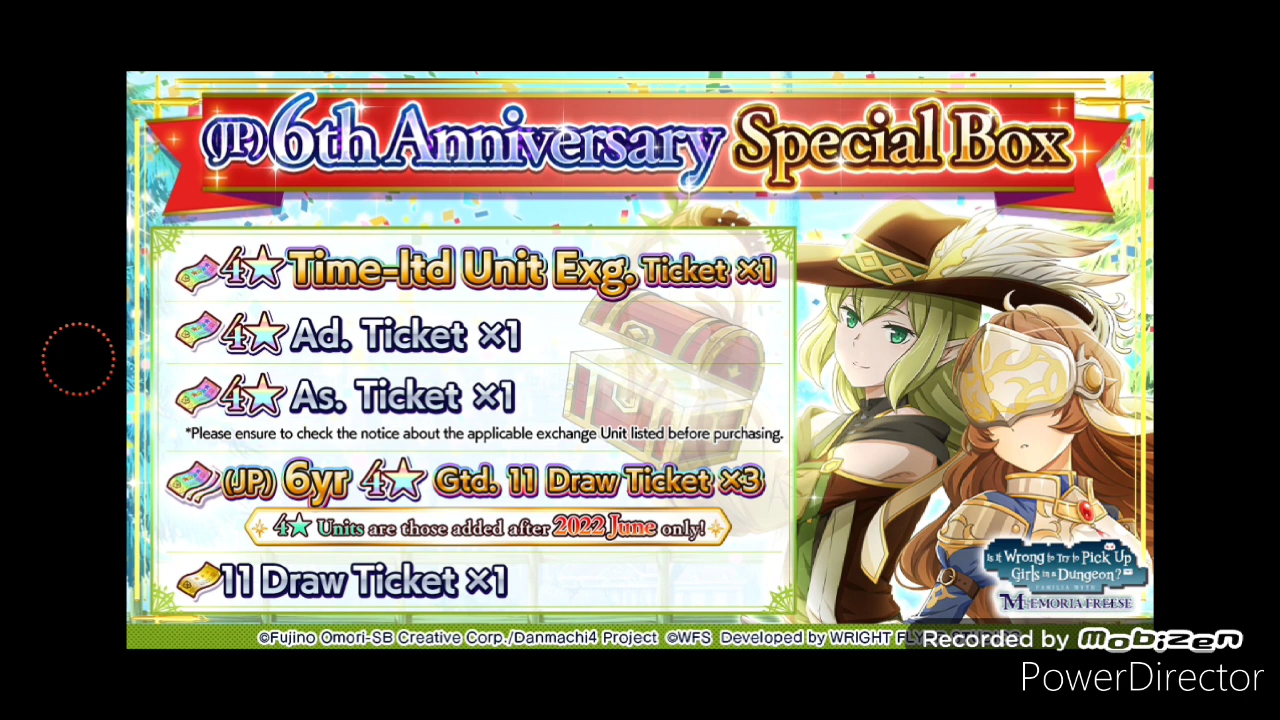 (JP) 6th Anniversary Special Box
4☆ Time-ltd Unit Exg. Ticket ×1
4☆ Ad. Ticket ×1
4☆ As. Ticket ×1
*Please ensure to check the notice about the applicable exchange Unit listed before purchasing.
(JP) 6yr 4☆ Gtd. 11 Draw Ticket ×3
4☆ Units are those added after 2022 June only!
11 Draw Ticket ×1
Is it Wrong to Try to Pick Up
Girls in a Dungeon?
FAMILIA MYTH
MEMORIA FREESE
©Fujino Omori-SB Creative Corp./Danmachi4 Project ©WFS Developed by WRIGHT
Recorded by Mobizen
PowerDirector